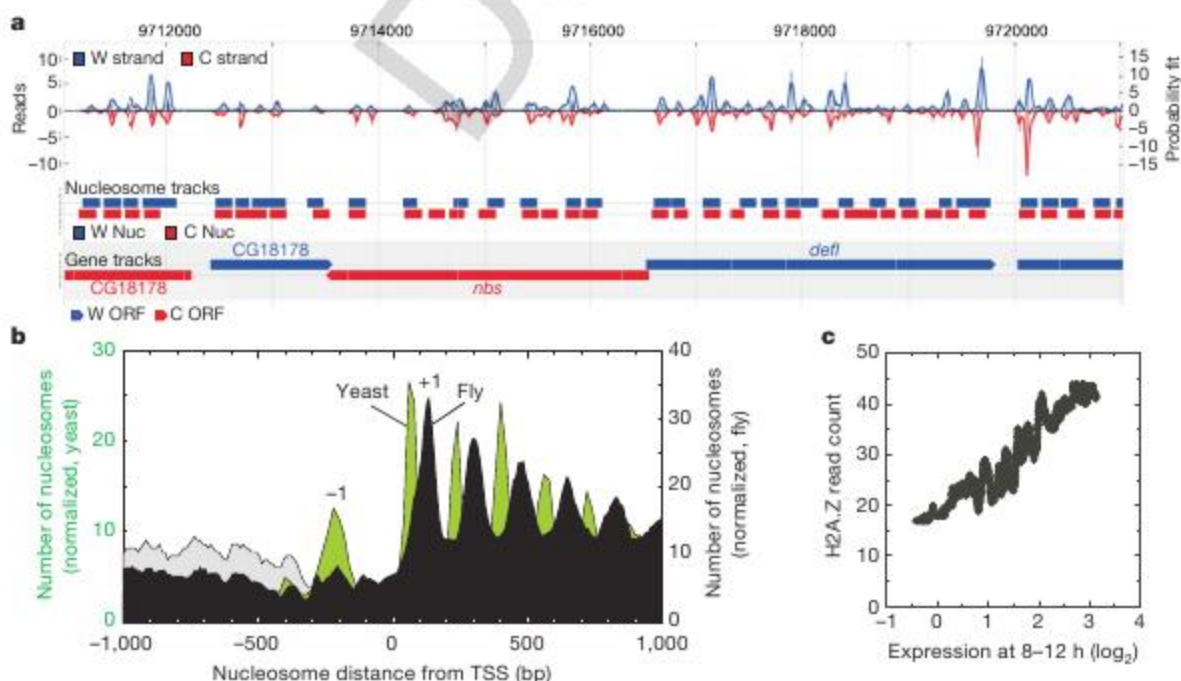 a
9712000 9714000 9716000 9718000 9720000
W strand C strand
10 5 0 −5 −10
Reads
15 10 5 0 −5 −10 −15
Probability fit
Nucleosome tracks
W Nuc C Nuc
CG18178 defl
Gene tracks
CG18178 nbs
W ORF C ORF
b
30 20 10 0
Number of nucleosomes
(normalized, yeast)
Yeast +1 Fly
−1
40 30 20 10 0
Number of nucleosomes
(normalized, fly)
−1,000 −500 0 500 1,000
Nucleosome distance from TSS (bp)
c
50 40 30 20 10 0
H2A.Z read count
−1 0 1 2 3 4
Expression at 8–12 h (log2)